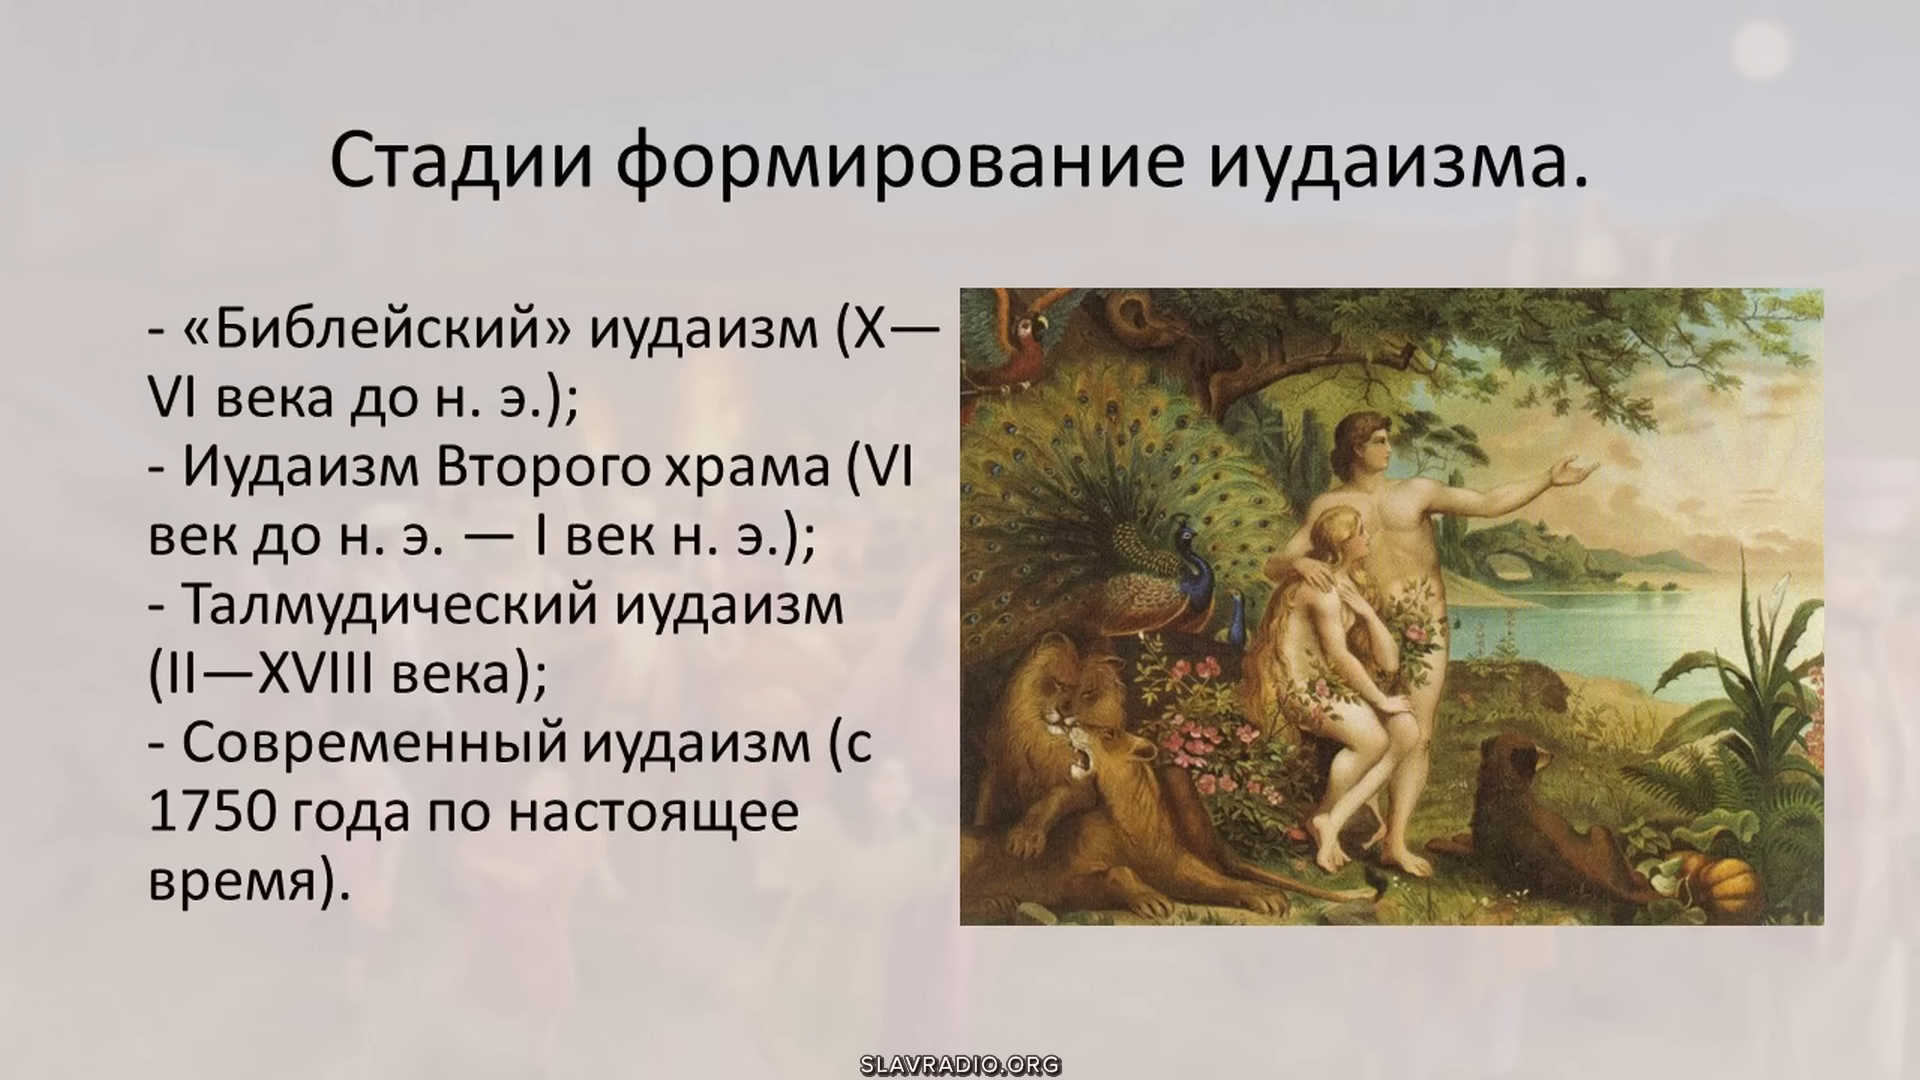 Стадии формирование иудаизма.
- «Библейский» иудаизм (X—
VI века до н. э.);
- Иудаизм Второго храма (VI
век до н. э. — I век н. э.);
- Талмудический иудаизм
(II—XVIII века);
- Современный иудаизм (с
1750 года по настоящее
время).
SLAVRADIO.ORG